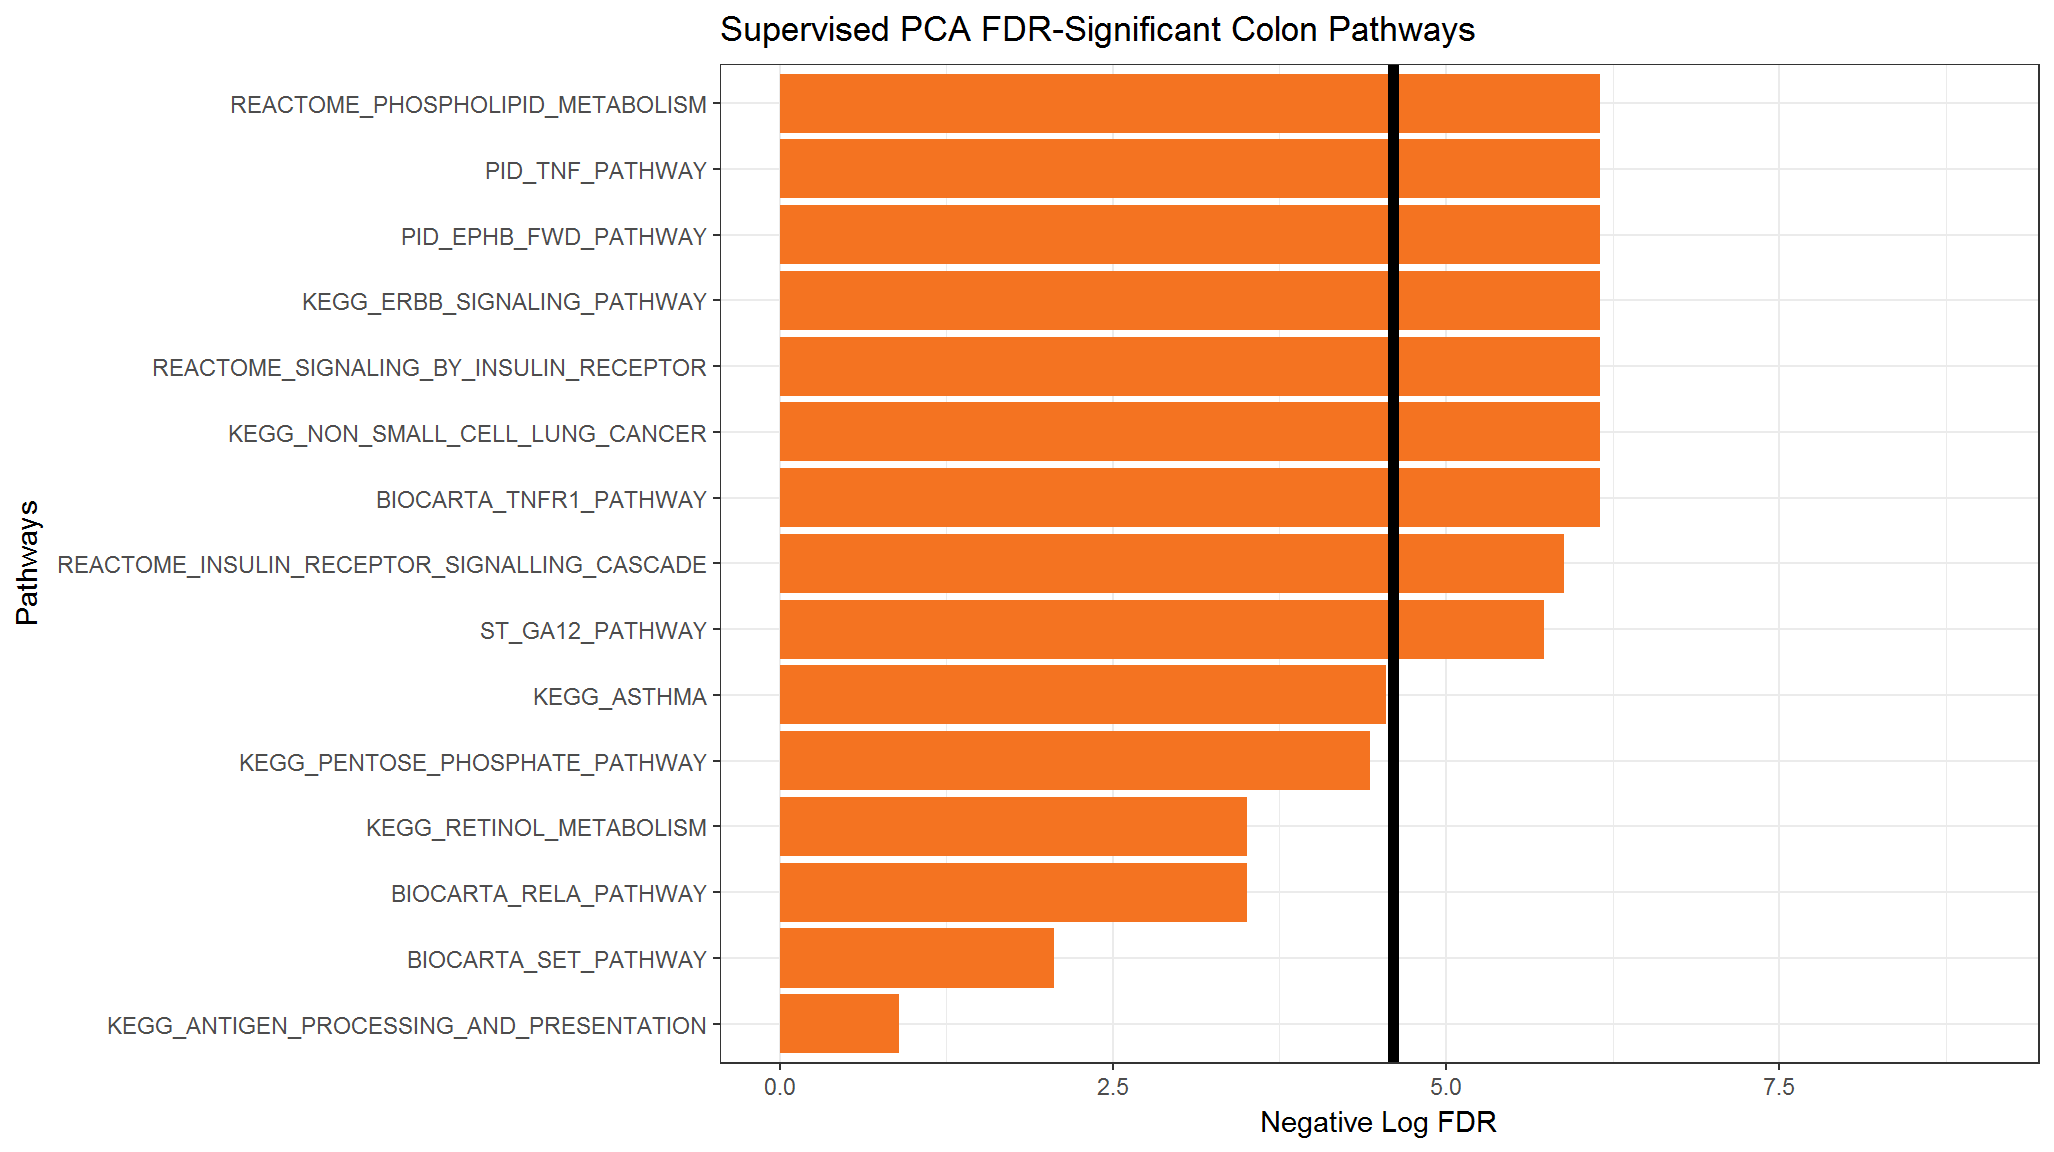 Supervised PCA FDR-Significant Colon Pathways
REACTOME_PHOSPHOLIPID_METABOLISM
PID_TNF_PATHWAY
PID_EPHB_FWD_PATHWAY
KEGG_ERBB_SIGNALING_PATHWAY
REACTOME_SIGNALING_BY_INSULIN_RECEPTOR
KEGG_NON_SMALL_CELL_LUNG_CANCER
BIOCARTA_TNFR1_PATHWAY
REACTOME_INSULIN_RECEPTOR_SIGNALLING_CASCADE
ST_GA12_PATHWAY
KEGG_ASTHMA
KEGG_PENTOSE_PHOSPHATE_PATHWAY
KEGG_RETINOL_METABOLISM
BIOCARTA_RELA_PATHWAY
BIOCARTA_SET_PATHWAY
KEGG_ANTIGEN_PROCESSING_AND_PRESENTATION
Pathways
0.0 2.5 5.0 7.5
Negative Log FDR